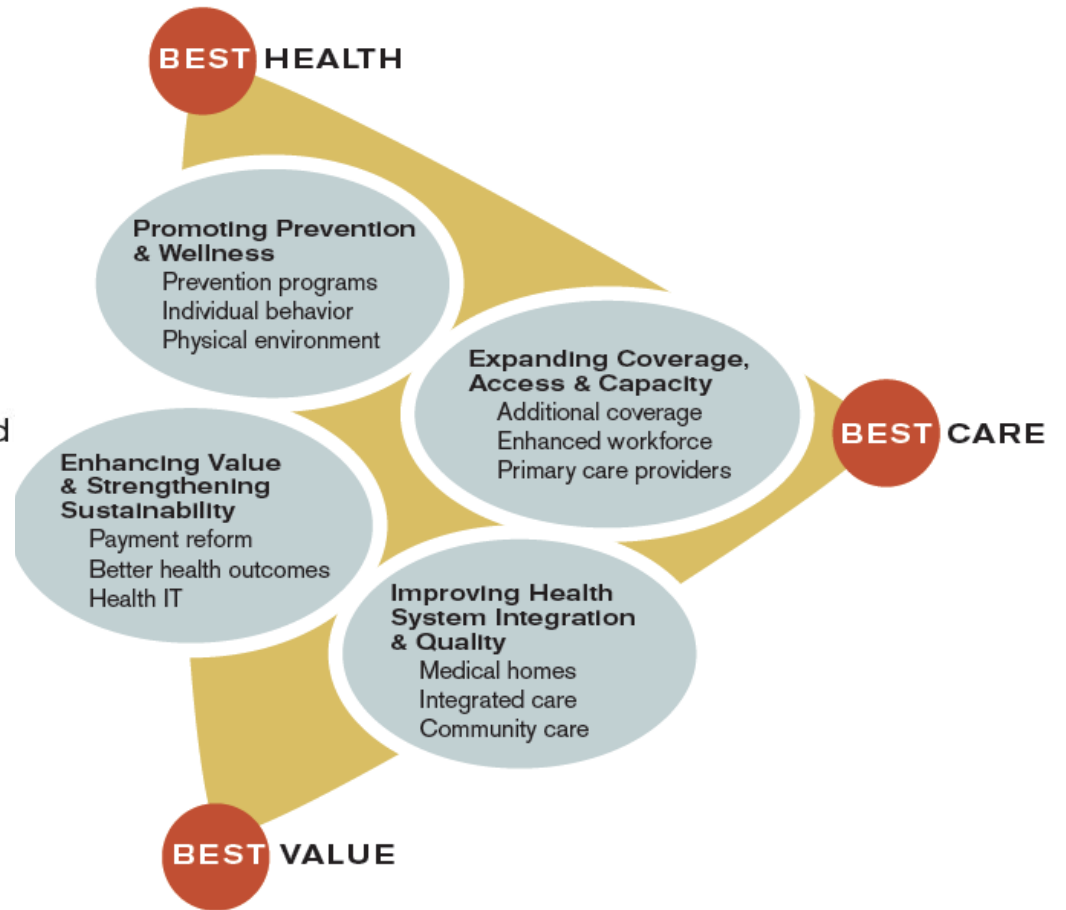 BEST HEALTH
Promoting Prevention
& Wellness
Prevention programs
Individual behavior
Physical environment
Expanding Coverage,
Access & Capacity
Additional coverage
Enhanced workforce
Primary care providers
BEST CARE
d
Enhancing Value
& Strengthening
Sustainability
Payment reform
Better health outcomes
Health IT
Improving Health
System Integration
& Quality
Medical homes
Integrated care
Community care
BEST VALUE